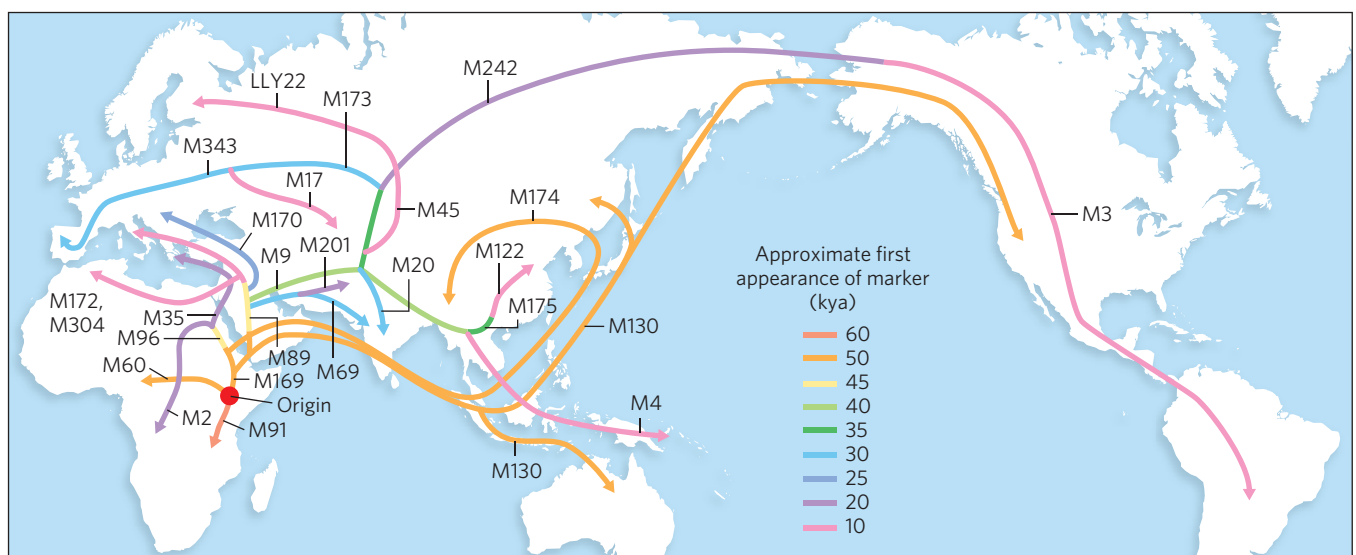 M242
LLY22
M173
M343
M17
M174
M45
M170
M201
M9
M20
M122
M3
M172,
M304
M35
M175
M96
M130
M89
M60
M69
M169
Origin
M2
M91
M4
M130
Approximate first
appearance of marker
(kya)
60
50
45
40
35
30
25
20
10